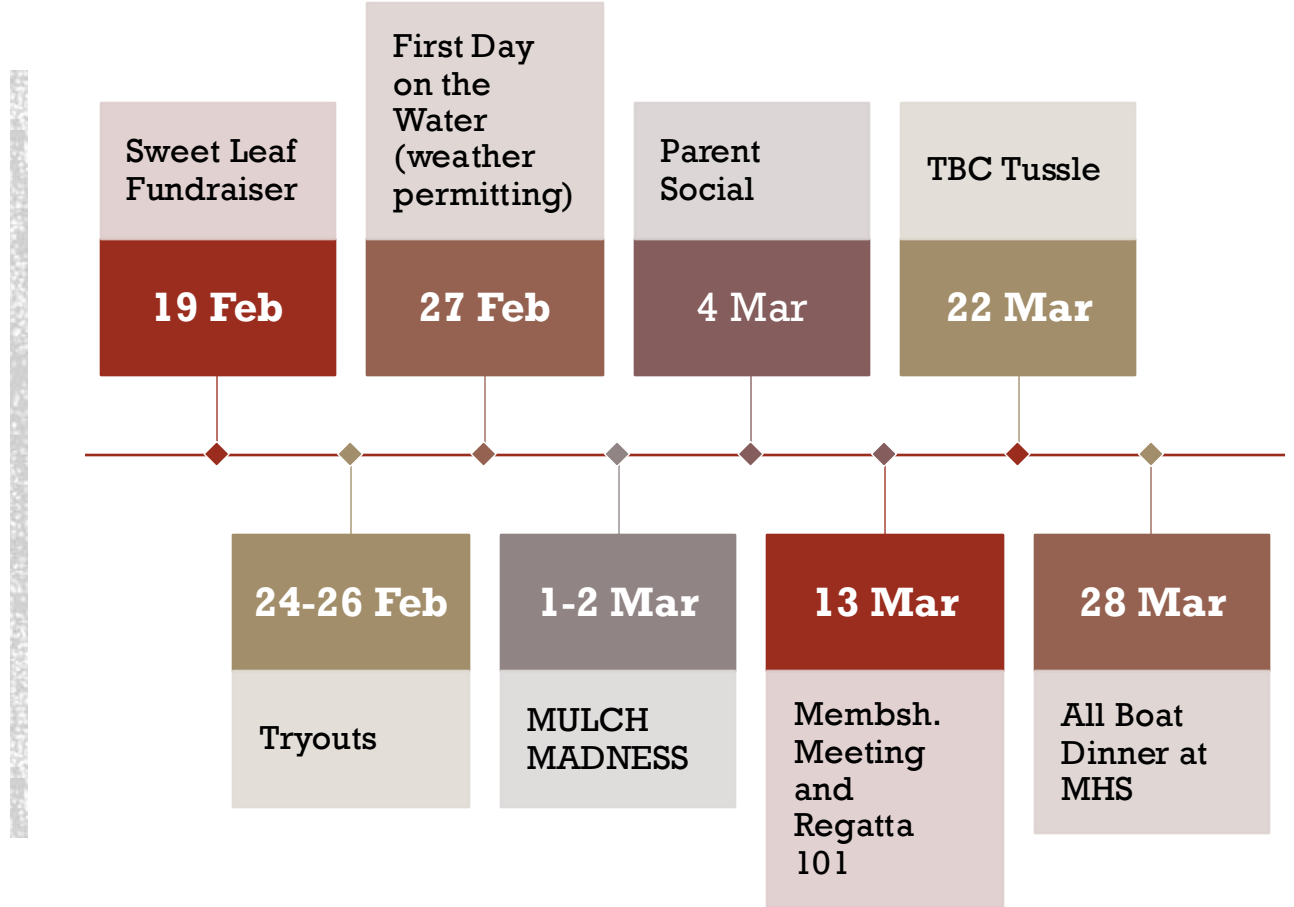 Sweet Leaf
Fundraiser
19 Feb
First Day
on the
Water
(weather
permitting)
27 Feb
Parent
Social
4 Mar
TBC Tussle
22 Mar
24-26 Feb
Tryouts
1-2 Mar
MULCH
MADNESS
13 Mar
Membsh.
Meeting
and
Regatta
101
28 Mar
All Boat
Dinner at
MHS